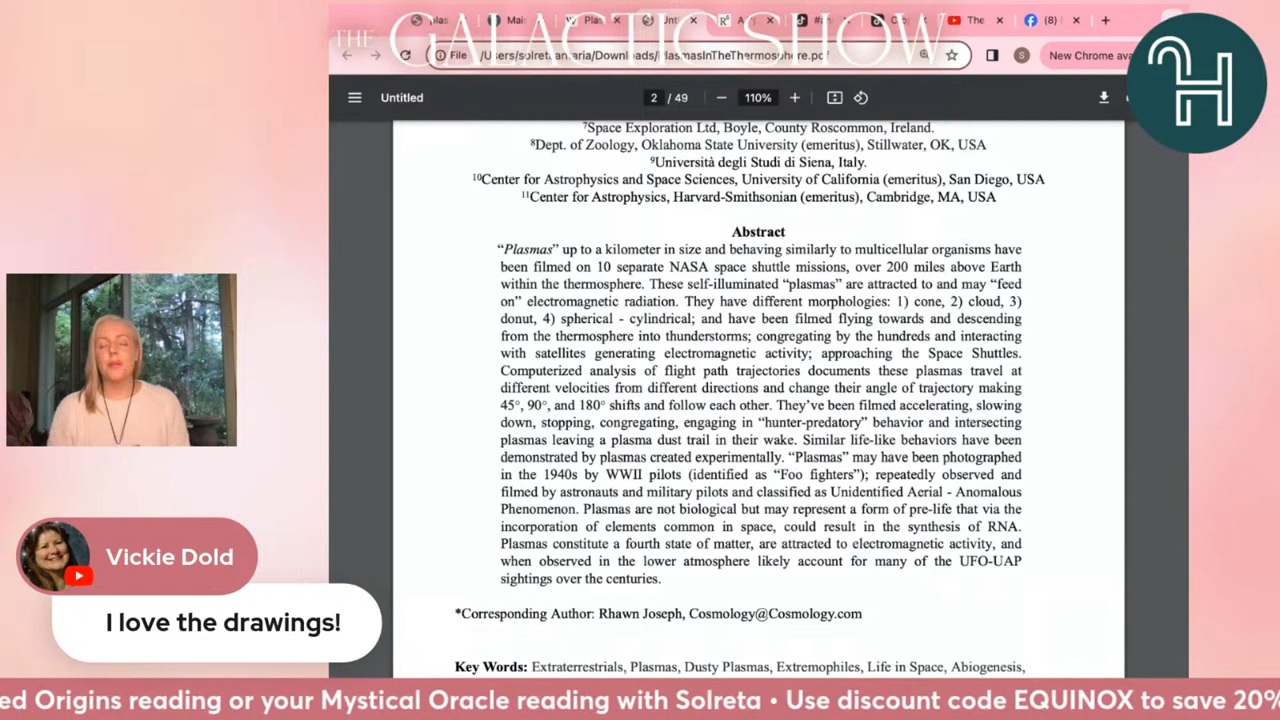 THE GALACTIC SHOW
plas
Mai
Plas
Unt
A
#a
The
(8)
File
/Users/solreta
antaria/Downloads/PlasmasInTheThermosphere.pdf
S
New Chrome ava
Untitled
2 / 49
110%
H
⁷Space Exploration Ltd, Boyle, County Roscommon, Ireland.
⁸Dept. of Zoology, Oklahoma State University (emeritus), Stillwater, OK, USA
⁹Università degli Studi di Siena, Italy.
¹⁰Center for Astrophysics and Space Sciences, University of California (emeritus), San Diego, USA
¹¹Center for Astrophysics, Harvard-Smithsonian (emeritus), Cambridge, MA, USA
Abstract
“Plasmas” up to a kilometer in size and behaving similarly to multicellular organisms have
been filmed on 10 separate NASA space shuttle missions, over 200 miles above Earth
within the thermosphere. These self-illuminated “plasmas” are attracted to and may “feed
on” electromagnetic radiation. They have different morphologies: 1) cone, 2) cloud, 3)
donut, 4) spherical - cylindrical; and have been filmed flying towards and descending
from the thermosphere into thunderstorms; congregating by the hundreds and interacting
with satellites generating electromagnetic activity; approaching the Space Shuttles.
Computerized analysis of flight path trajectories documents these plasmas travel at
different velocities from different directions and change their angle of trajectory making
45°, 90°, and 180° shifts and follow each other. They’ve been filmed accelerating, slowing
down, stopping, congregating, engaging in “hunter-predatory” behavior and intersecting
plasmas leaving a plasma dust trail in their wake. Similar life-like behaviors have been
demonstrated by plasmas created experimentally. “Plasmas” may have been photographed
in the 1940s by WWII pilots (identified as “Foo fighters”); repeatedly observed and
filmed by astronauts and military pilots and classified as Unidentified Aerial - Anomalous
Phenomenon. Plasmas are not biological but may represent a form of pre-life that via the
incorporation of elements common in space, could result in the synthesis of RNA.
Plasmas constitute a fourth state of matter, are attracted to electromagnetic activity, and
when observed in the lower atmosphere likely account for many of the UFO-UAP
sightings over the centuries.
*Corresponding Author: Rhawn Joseph, Cosmology@Cosmology.com
Key Words: Extraterrestrials, Plasmas, Dusty Plasmas, Extremophiles, Life in Space, Abiogenesis,
Vickie Dold
I love the drawings!
ed Origins reading or your Mystical Oracle reading with Solreta • Use discount code EQUINOX to save 20%